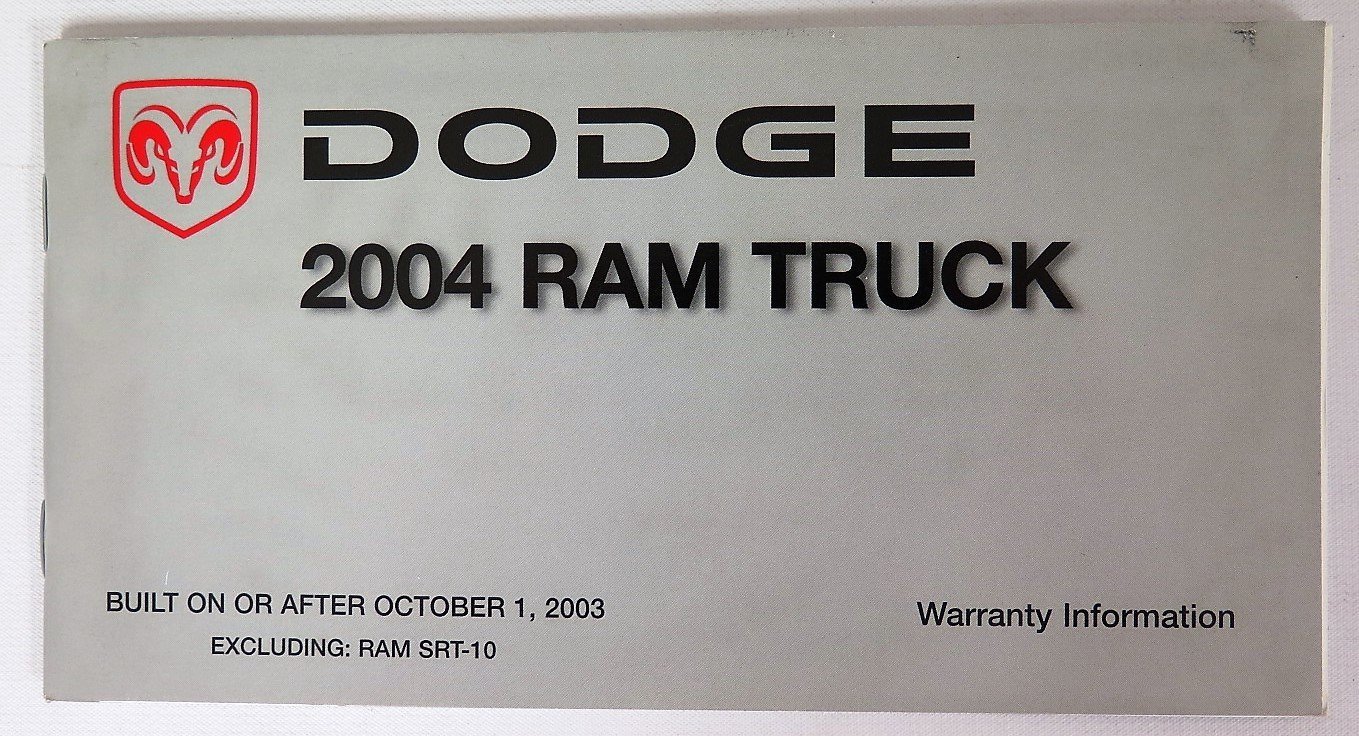 DODGE
2004 RAM TRUCK
BUILT ON OR AFTER OCTOBER 1, 2003
EXCLUDING: RAM SRT-10
Warranty Information